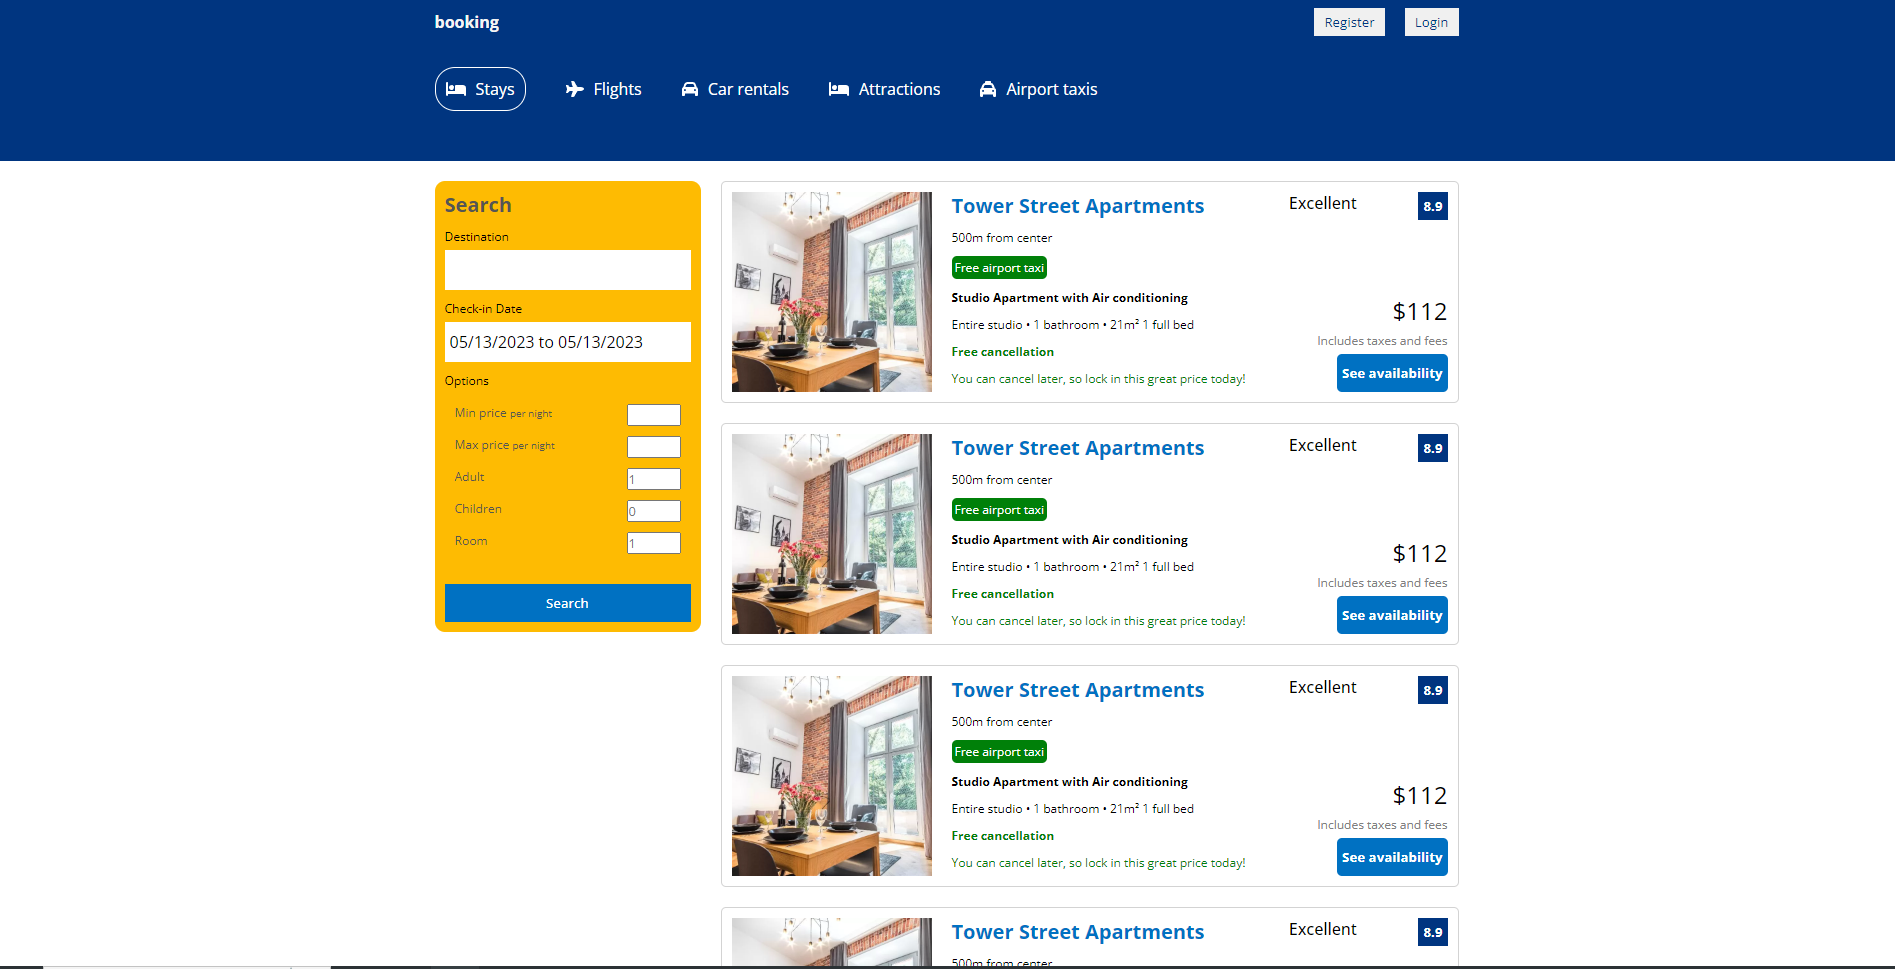 booking
Register
Login
Stays
Flights
Car rentals
Attractions
Airport taxis
Search
Destination
Check-in Date
05/13/2023 to 05/13/2023
Options
Min price per night
Max price per night
Adult
1
Children
0
Room
1
Search
Tower Street Apartments
500m from center
Free airport taxi
Studio Apartment with Air conditioning
Entire studio • 1 bathroom • 21m² 1 full bed
Free cancellation
You can cancel later, so lock in this great price today!
Excellent
8.9
$112
Includes taxes and fees
See availability
Tower Street Apartments
500m from center
Free airport taxi
Studio Apartment with Air conditioning
Entire studio • 1 bathroom • 21m² 1 full bed
Free cancellation
You can cancel later, so lock in this great price today!
Excellent
8.9
$112
Includes taxes and fees
See availability
Tower Street Apartments
500m from center
Free airport taxi
Studio Apartment with Air conditioning
Entire studio • 1 bathroom • 21m² 1 full bed
Free cancellation
You can cancel later, so lock in this great price today!
Excellent
8.9
$112
Includes taxes and fees
See availability
Tower Street Apartments
500m from center
Excellent
8.9